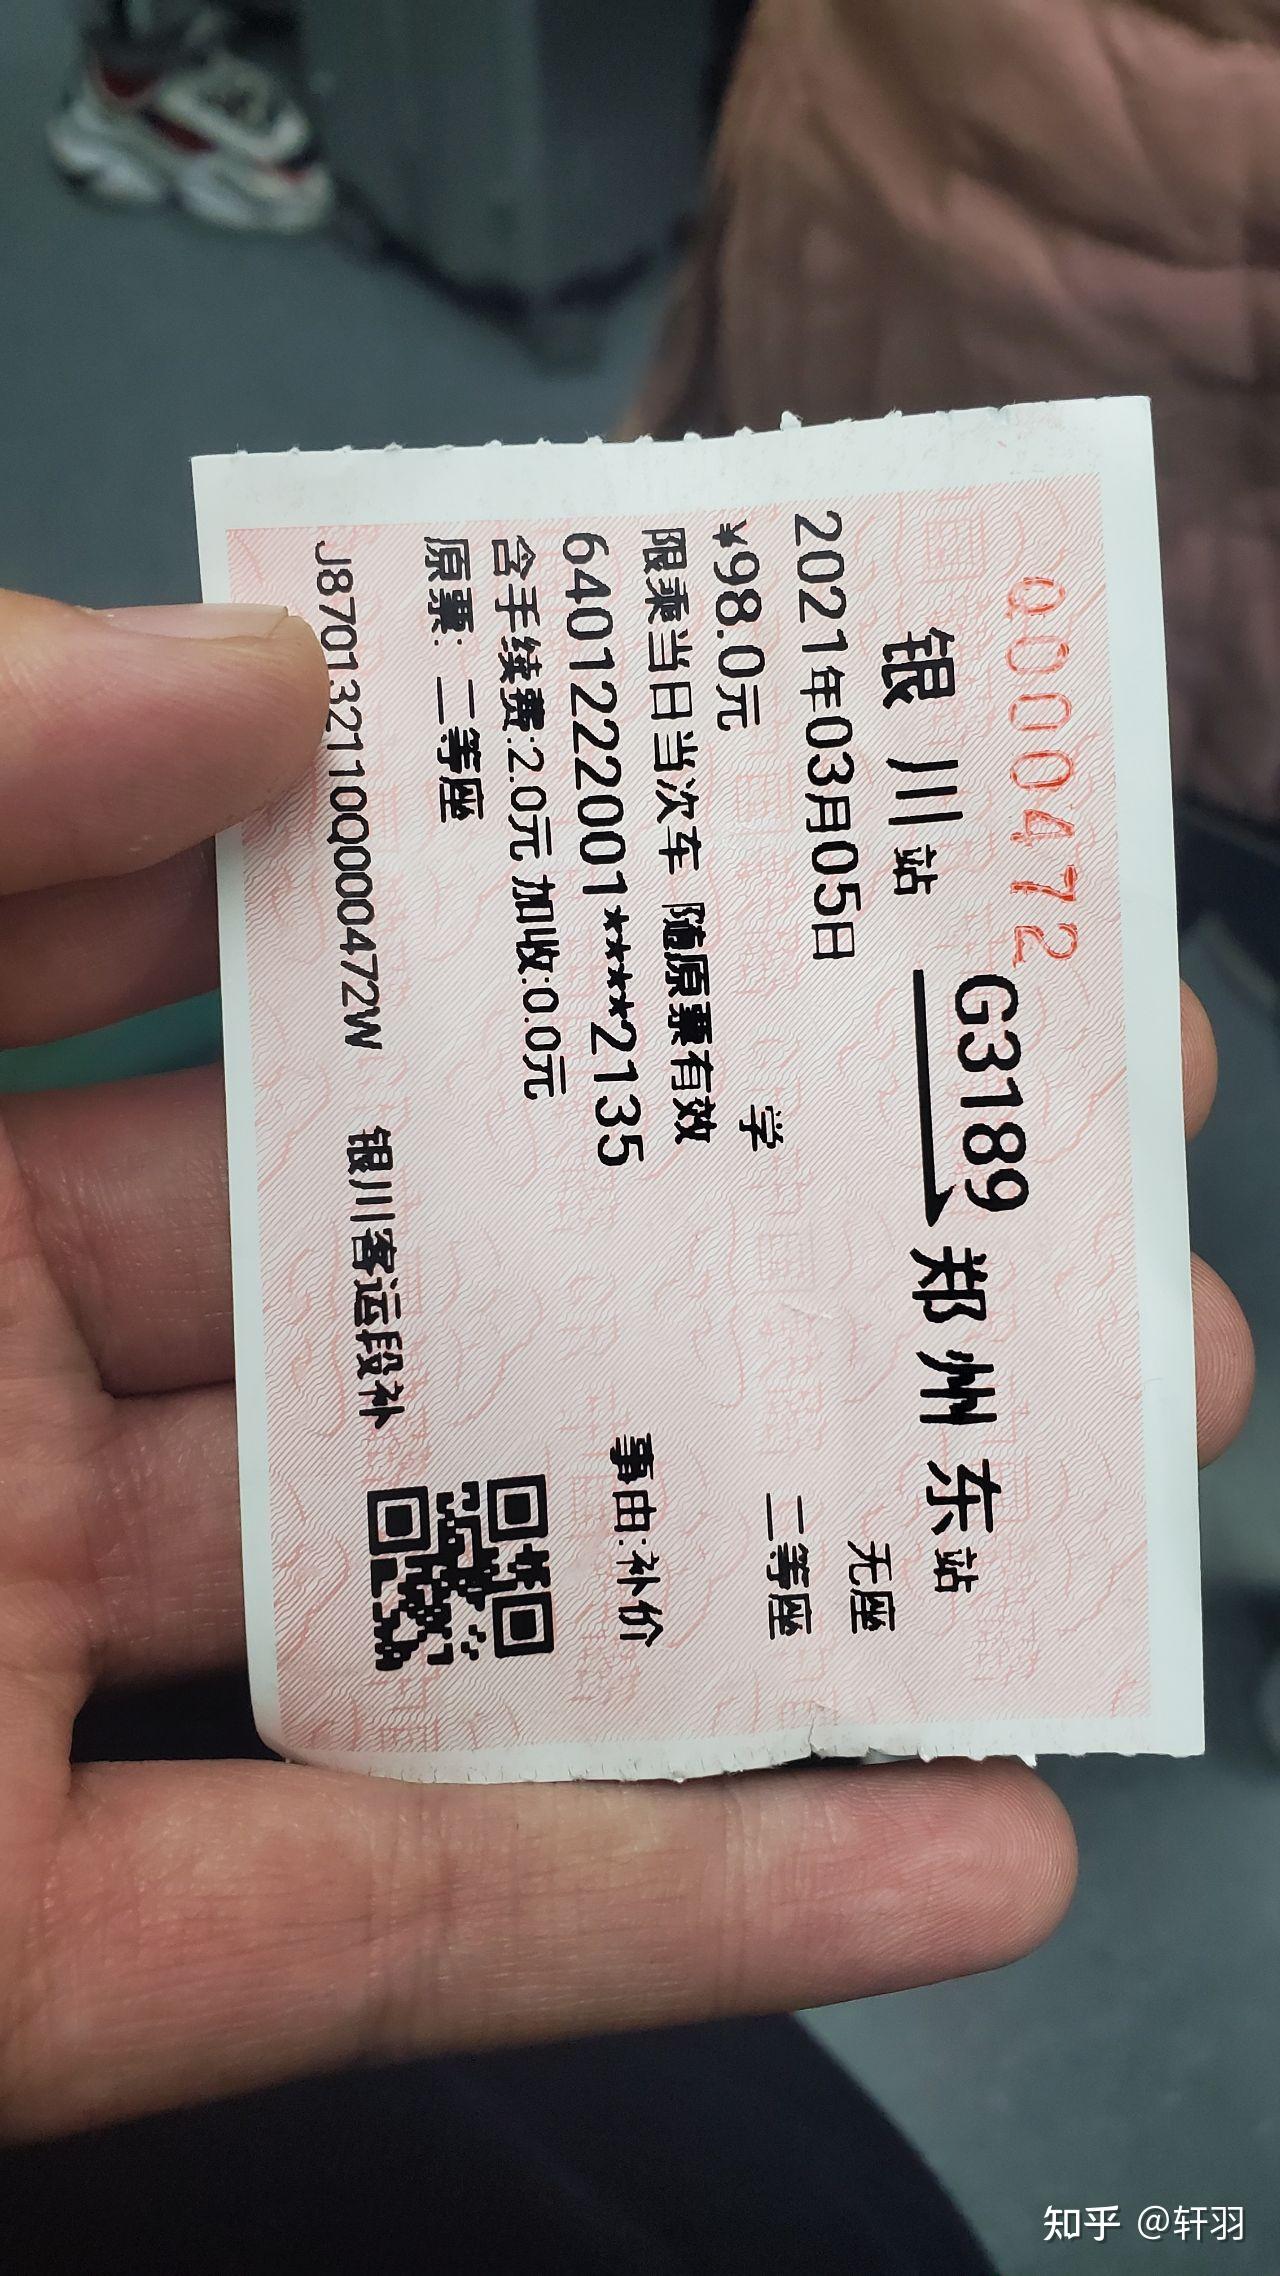 Q000472
G3189
银川站
郑州东站
2021年03月05日
无座
¥98.0元
学
二等座
限乘当日当次车 随原票有效
6401222001****2135
事由:补价
含手续费:2.0元 加收:0.0元
原票: 二等座
J870132110Q000472W 银川客运段补
知乎 @轩羽